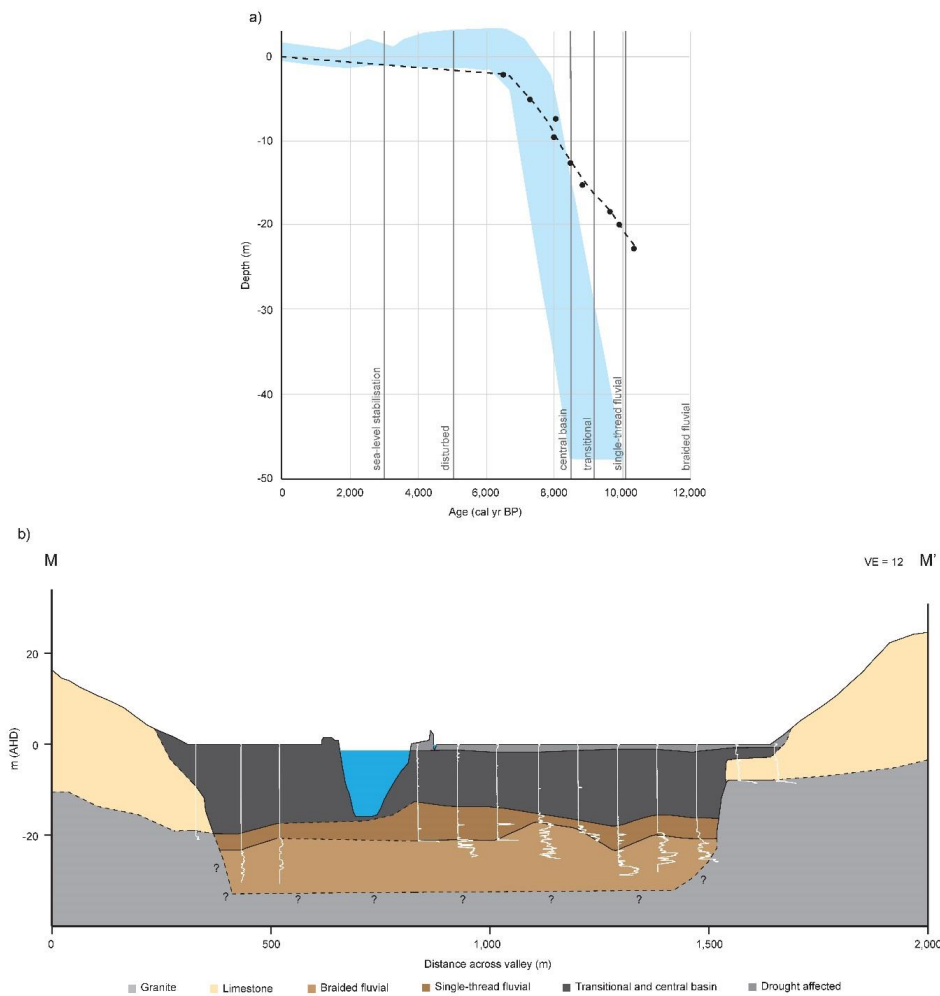 a)
0
-10
-20
-30
-40
-50
Depth (m)
sea-level stabilisation
disturbed
central basin
transitional
single-thread fluvial
braided fluvial
0
2,000
4,000
6,000
8,000
10,000
12,000
Age (cal yr BP)
b)
M
VE = 12
M'
20
0
-20
m (AHD)
?
?
?
?
?
?
?
?
0
500
1,000
1,500
2,000
Distance across valley (m)
Granite
Limestone
Braided fluvial
Single-thread fluvial
Transitional and central basin
Drought affected